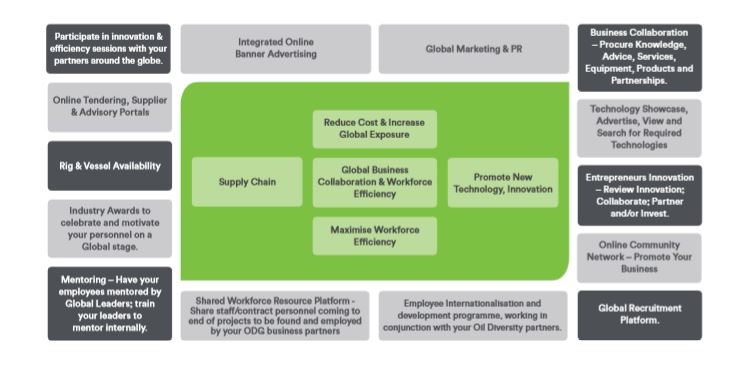 Participate in innovation &
efficiency sessions with your
partners around the globe.
Integrated Online
Banner Advertising
Global Marketing & PR
Business Collaboration
– Procure Knowledge,
Advice, Services,
Equipment, Products and
Partnerships.
Online Tendering, Supplier
& Advisory Portals
Technology Showcase,
Advertise, View and
Search for Required
Technologies
Reduce Cost & Increase
Global Exposure
Rig & Vessel Availability
Supply Chain
Global Business
Collaboration & Workforce
Efficiency
Promote New
Technology, Innovation
Entrepreneurs Innovation
– Review Innovation;
Collaborate; Partner
and/or Invest.
Industry Awards to
celebrate and motivate
your personnel on a
Global stage.
Maximise Workforce
Efficiency
Online Community
Network – Promote Your
Business
Mentoring – Have your
employees mentored by
Global Leaders; train
your leaders to
mentor internally.
Shared Workforce Resource Platform -
Share staff/contract personnel coming to
end of projects to be found and employed
by your ODG business partners
Employee Internationalisation and
development programme, working in
conjunction with your Oil Diversity partners.
Global Recruitment
Platform.